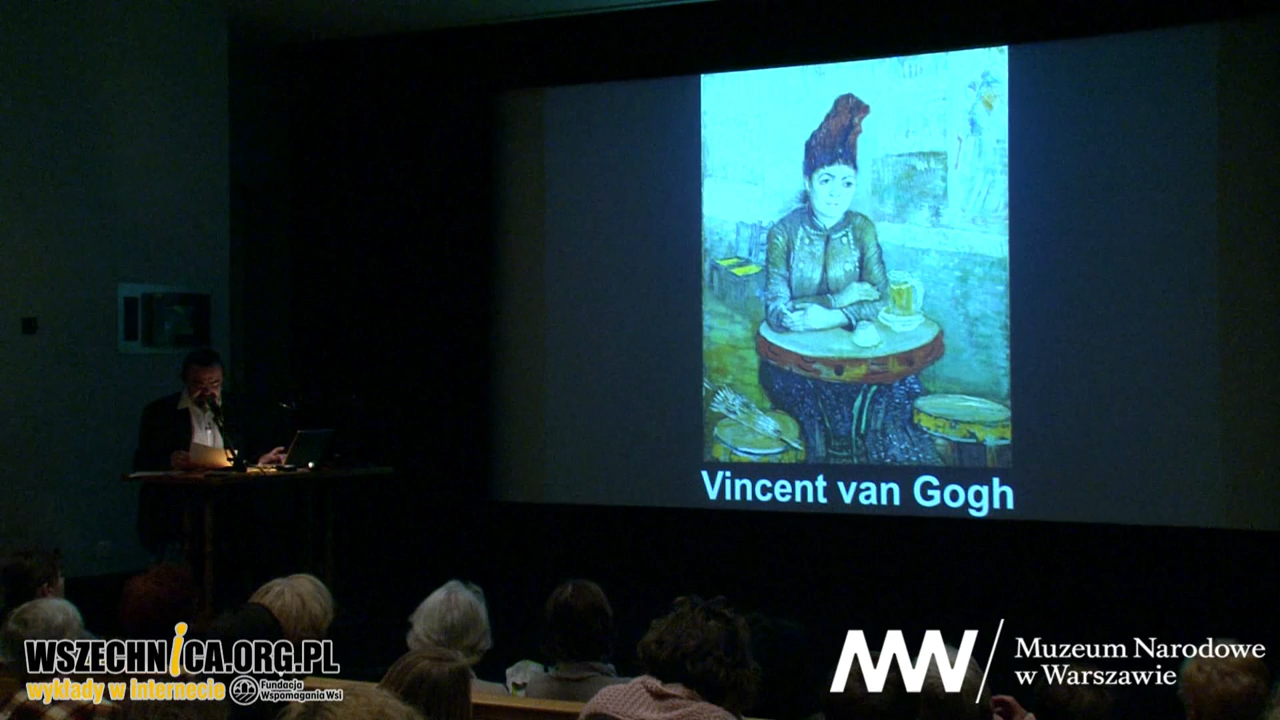 Vincent van Gogh
WSZECHNICA.ORG.PL
wykłady w internecie
Fundacja
Wspomagania Wsi
Muzeum Narodowe
w Warszawie